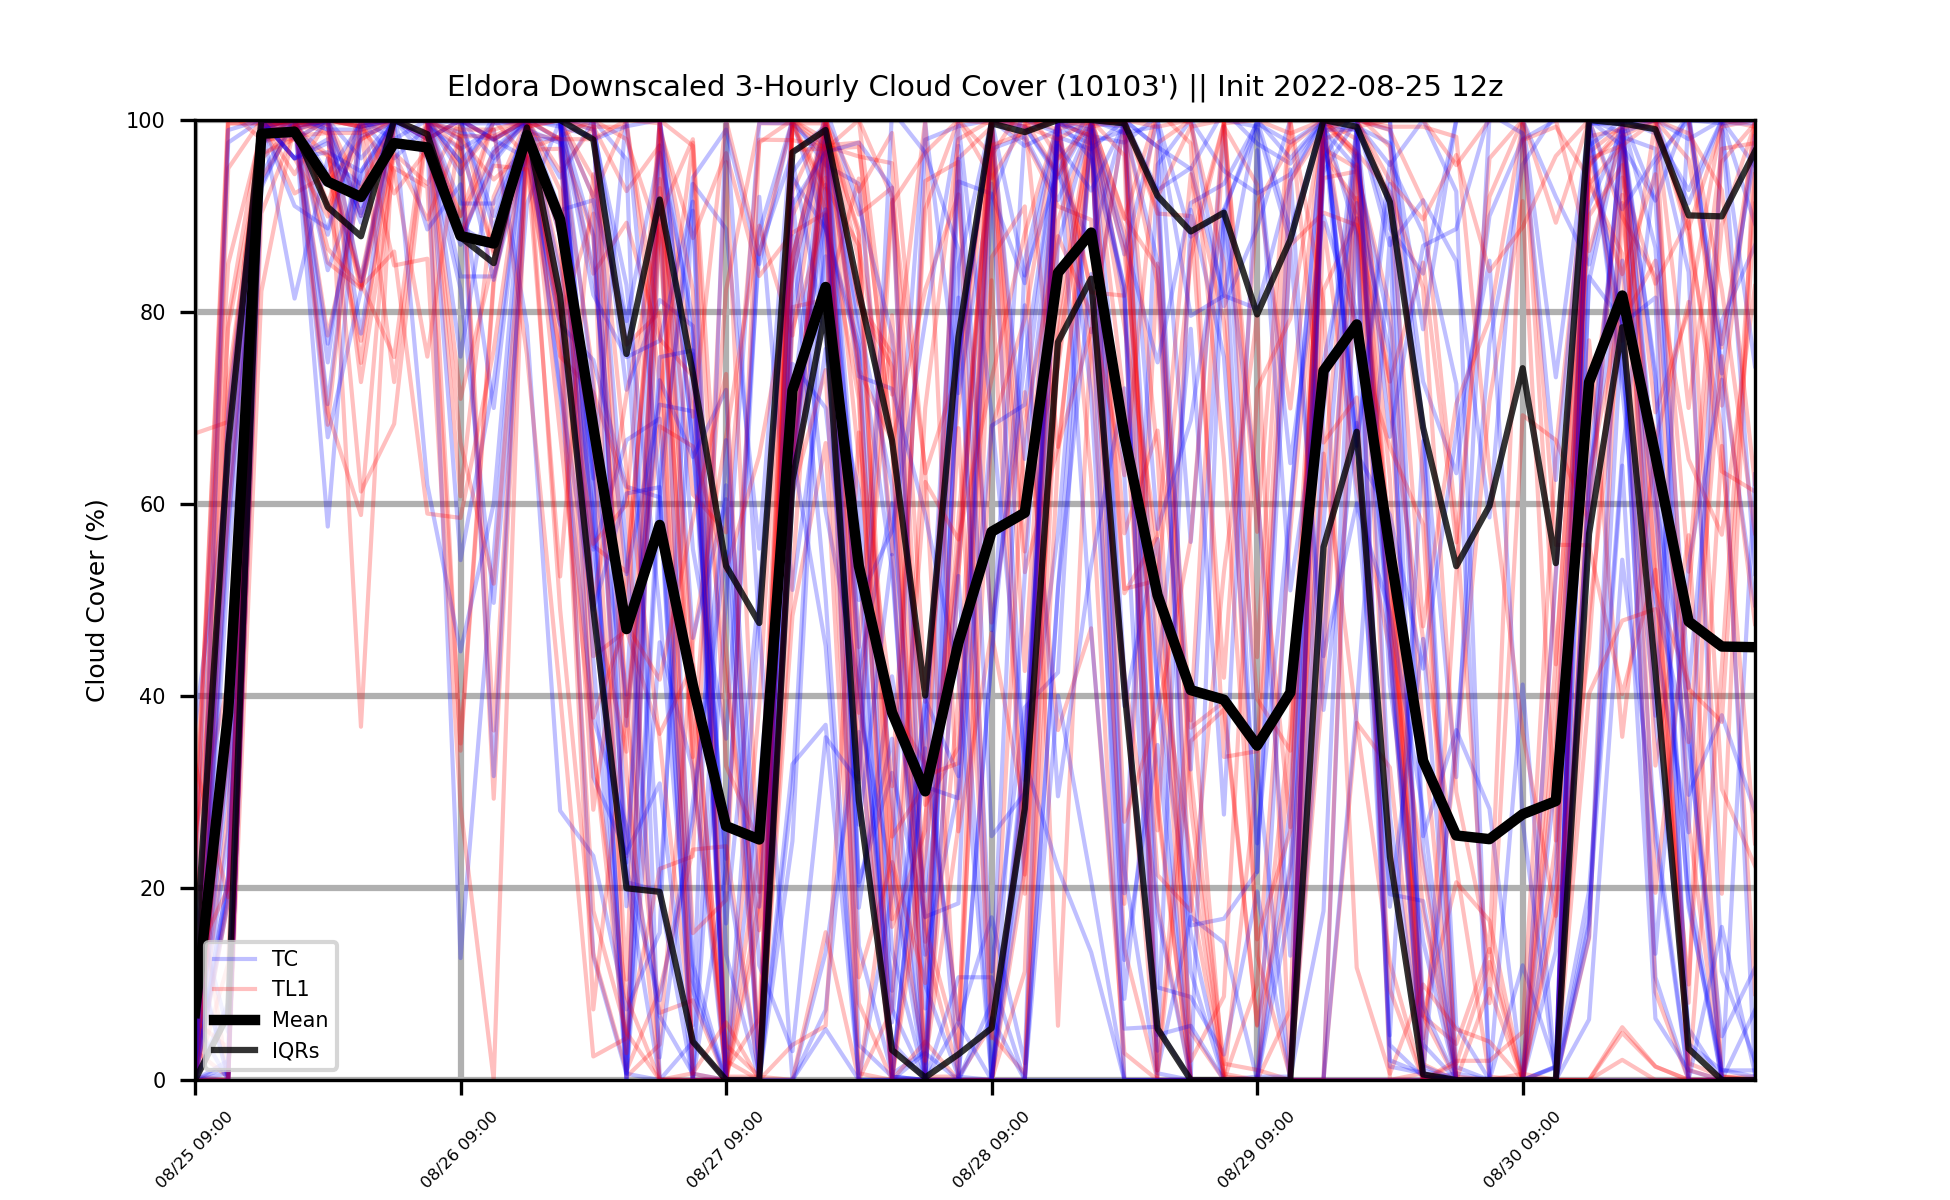 Eldora Downscaled 3-Hourly Cloud Cover (10103') || Init 2022-08-25 12z
Cloud Cover (%)
100
80
60
40
20
0
TC
TL1
Mean
IQRs
08/25 09:00
08/26 09:00
08/27 09:00
08/28 09:00
08/29 09:00
08/30 09:00